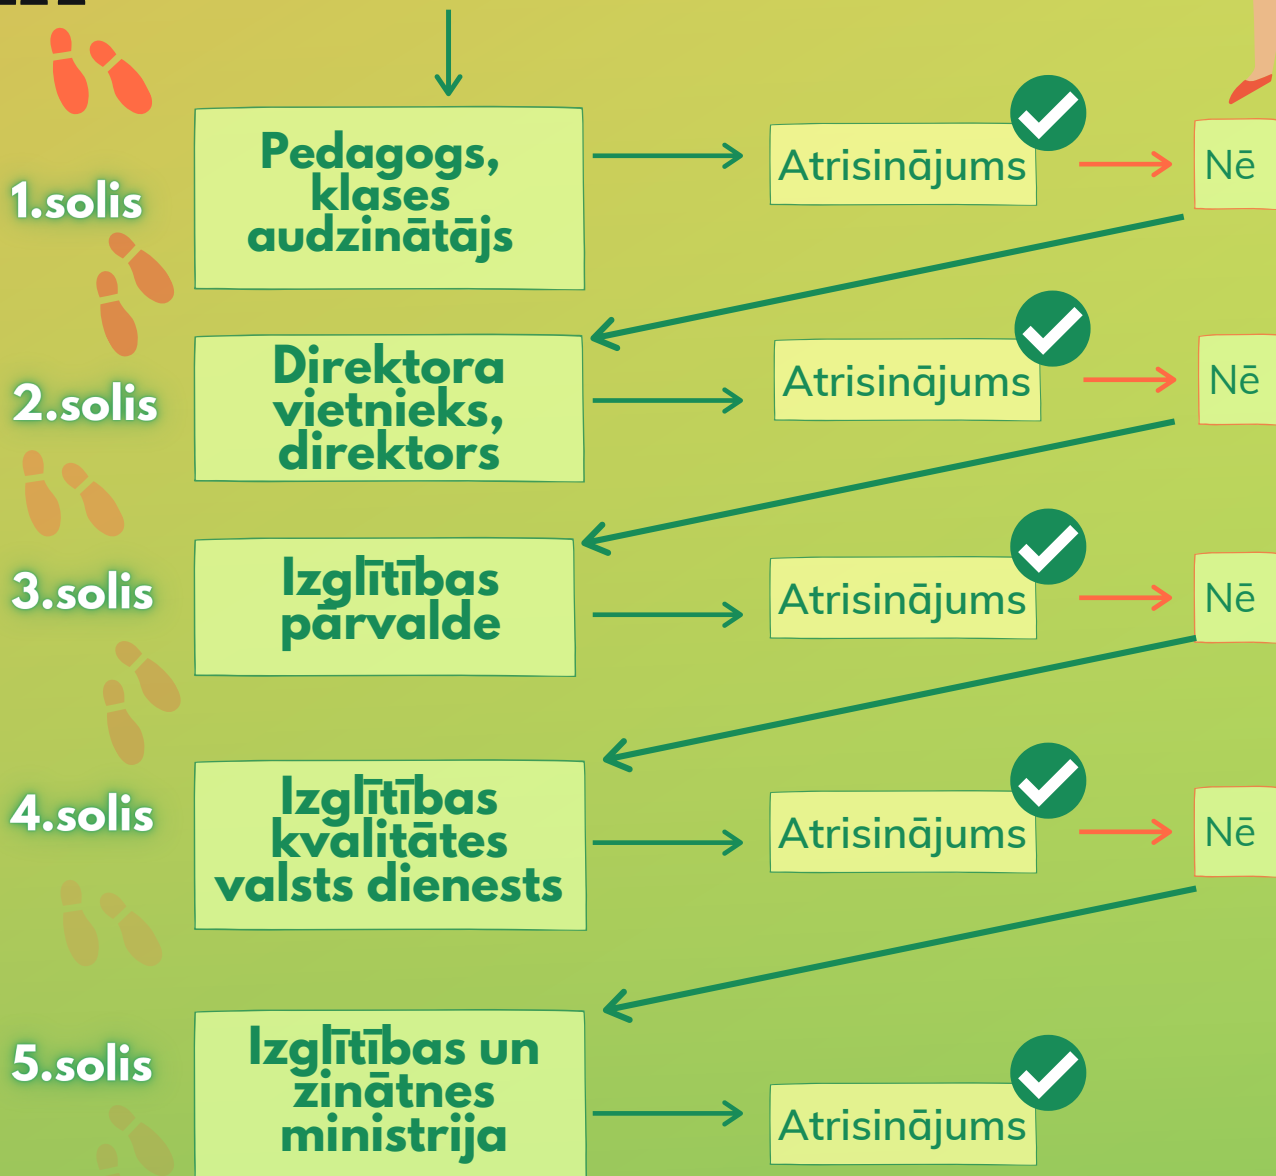 1.solis
Pedagogs,
klases
audzinātājs
Atrisinājums
Nē
2.solis
Direktora
vietnieks,
direktors
Atrisinājums
Nē
3.solis
Izglītības
pārvalde
Atrisinājums
Nē
4.solis
Izglītības
kvalitātes
valsts dienests
Atrisinājums
Nē
5.solis
Izglītības un
zinātnes
ministrija
Atrisinājums